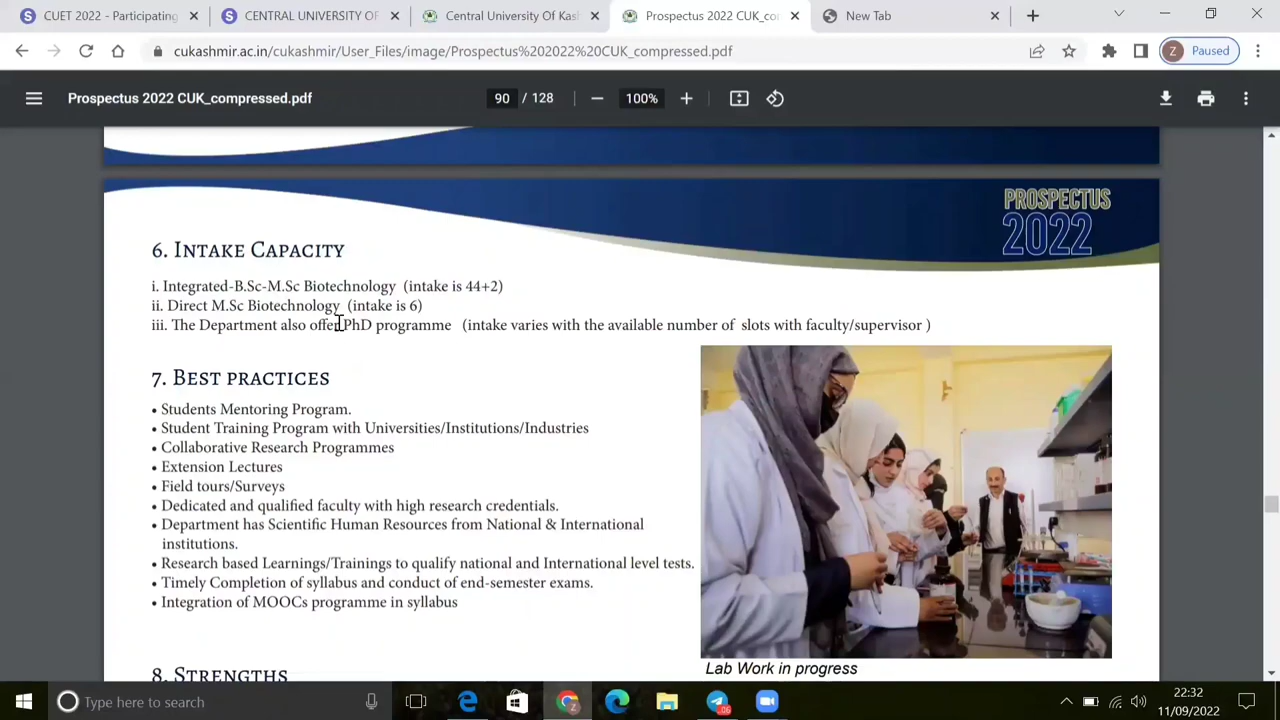 CUET 2022 - Participating
CENTRAL UNIVERSITY OF
Central University Of Kas
Prospectus 2022 CUK_co
New Tab
cukashmir.ac.in/cukashmir/User_Files/image/Prospectus%202022%20CUK_compressed.pdf
Z Paused
Prospectus 2022 CUK_compressed.pdf
90 / 128
100%
PROSPECTUS
2022
6. INTAKE CAPACITY
i. Integrated-B.Sc-M.Sc Biotechnology (intake is 44+2)
ii. Direct M.Sc Biotechnology (intake is 6)
iii. The Department also offer PhD programme (intake varies with the available number of slots with faculty/supervisor )
7. BEST PRACTICES
• Students Mentoring Program.
• Student Training Program with Universities/Institutions/Industries
• Collaborative Research Programmes
• Extension Lectures
• Field tours/Surveys
• Dedicated and qualified faculty with high research credentials.
• Department has Scientific Human Resources from National & International
institutions.
• Research based Learnings/Trainings to qualify national and International level tests.
• Timely Completion of syllabus and conduct of end-semester exams.
• Integration of MOOCs programme in syllabus
Lab Work in progress
8. STRENGTHS
Type here to search
22:32
11/09/2022